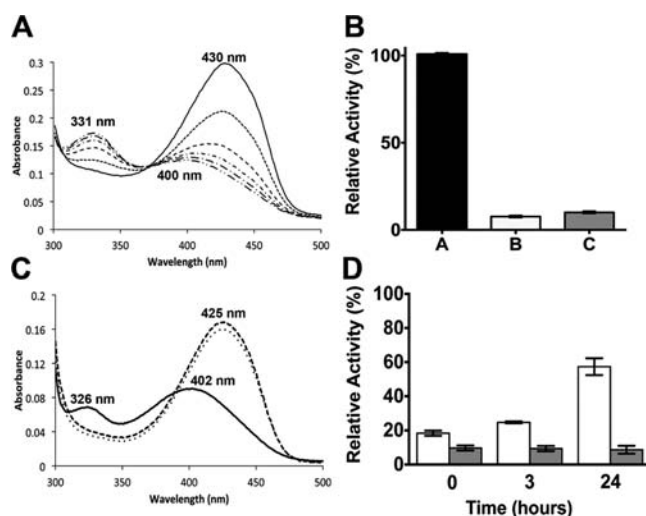 A
430 nm
331 nm
400 nm
0.3
0.25
0.2
0.15
0.1
0.05
0
Absrobance
300 350 400 450 500
Wavelength (nm)
B
Relative Activity (%)
100
50
0
A B C
C
425 nm
402 nm
326 nm
0.2
0.16
0.12
0.08
0.04
0
Absorbance
300 350 400 450 500
Wavelength (nm)
D
Relative Activity (%)
100
80
60
40
20
0
0 3 24
Time (hours)